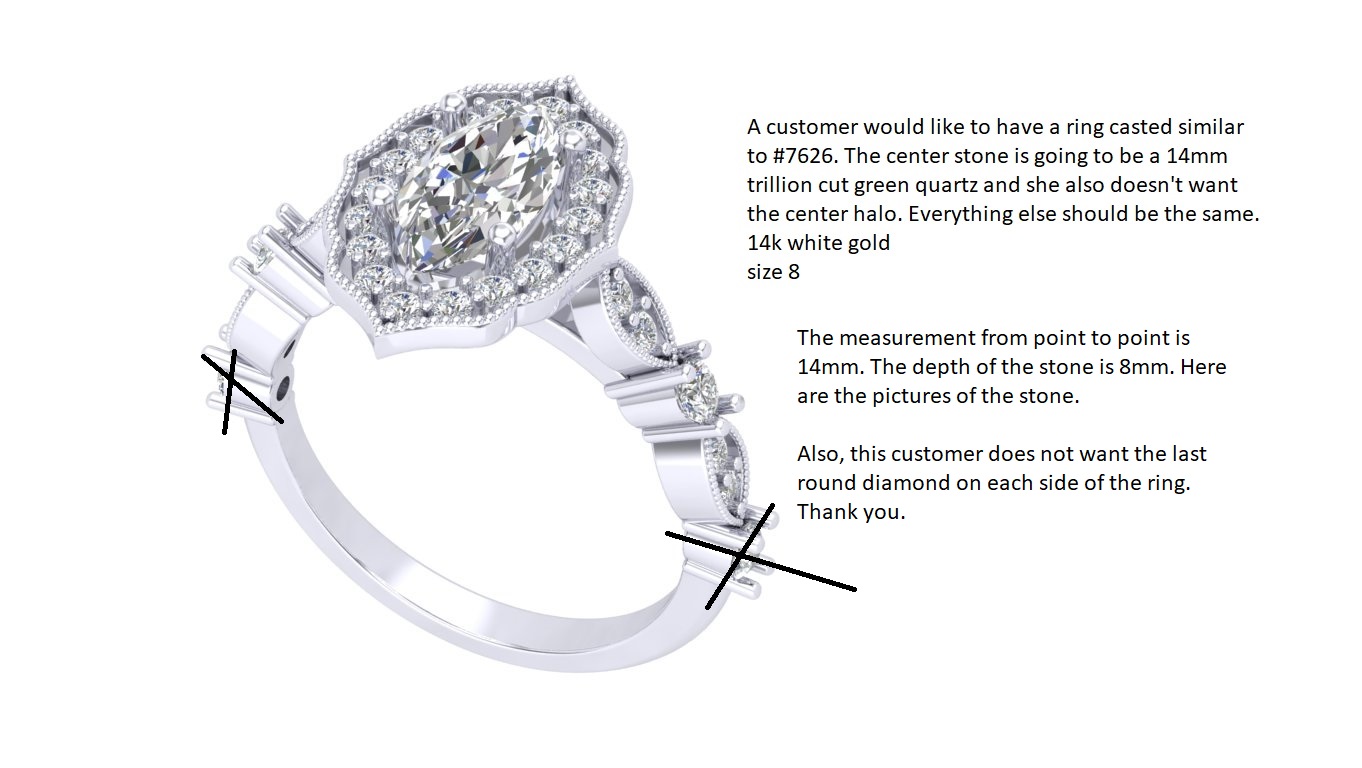 A customer would like to have a ring casted similar
to #7626. The center stone is going to be a 14mm
trillion cut green quartz and she also doesn't want
the center halo. Everything else should be the same.
14k white gold
size 8
The measurement from point to point is
14mm. The depth of the stone is 8mm. Here
are the pictures of the stone.
Also, this customer does not want the last
round diamond on each side of the ring.
Thank you.